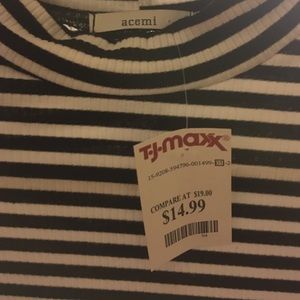 acemi
T·J·maxx®
COMPARE AT $19.00
$14.99